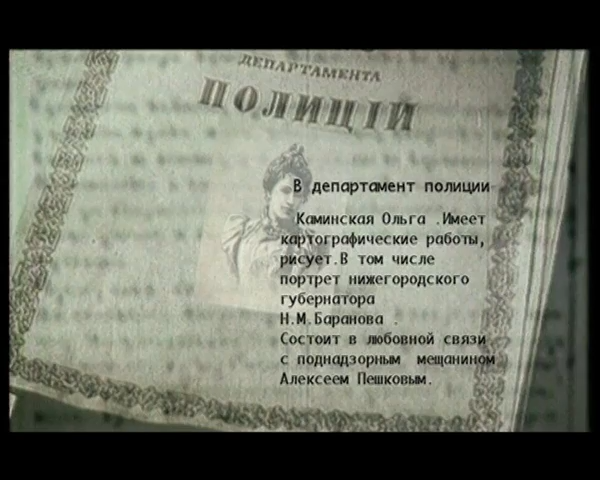 ДЕПАРТАМЕНТА
ПОЛИЦІИ
В департамент полиции
Каминская Ольга .Имеет
картографические работы,
рисует.В том числе
портрет нижегородского
губернатора
Н.М.Баранова .
Состоит в любовной связи
с поднадзорным мещанином
Алексеем Пешковым.